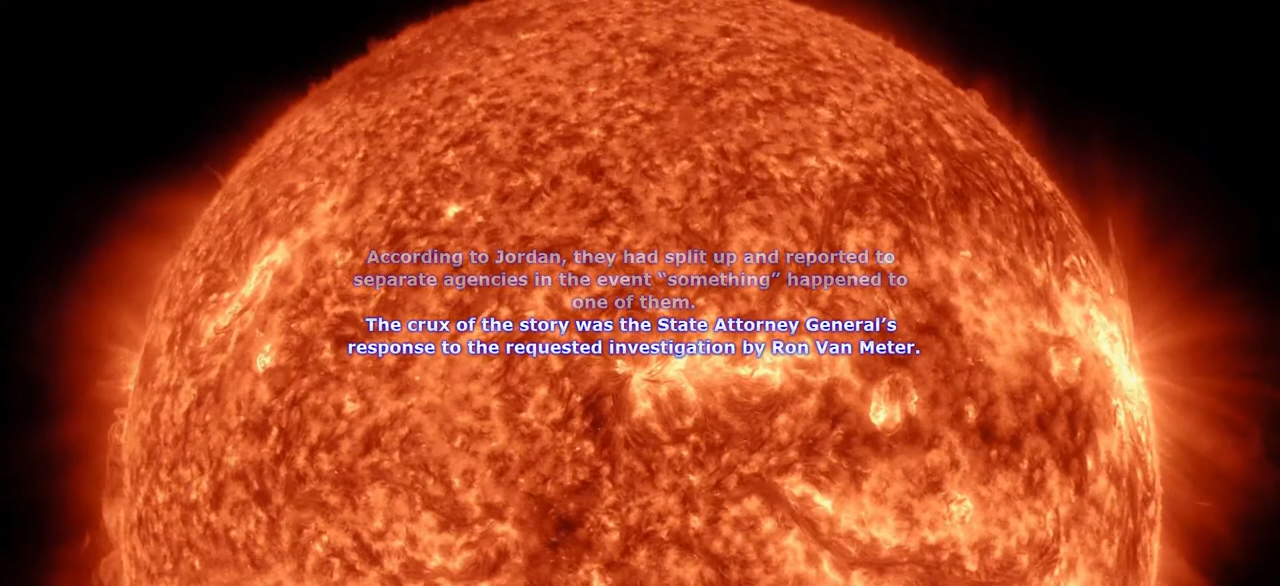 According to Jordan, they had split up and reported to
separate agencies in the event “something” happened to
one of them.
The crux of the story was the State Attorney General’s
response to the requested investigation by Ron Van Meter.